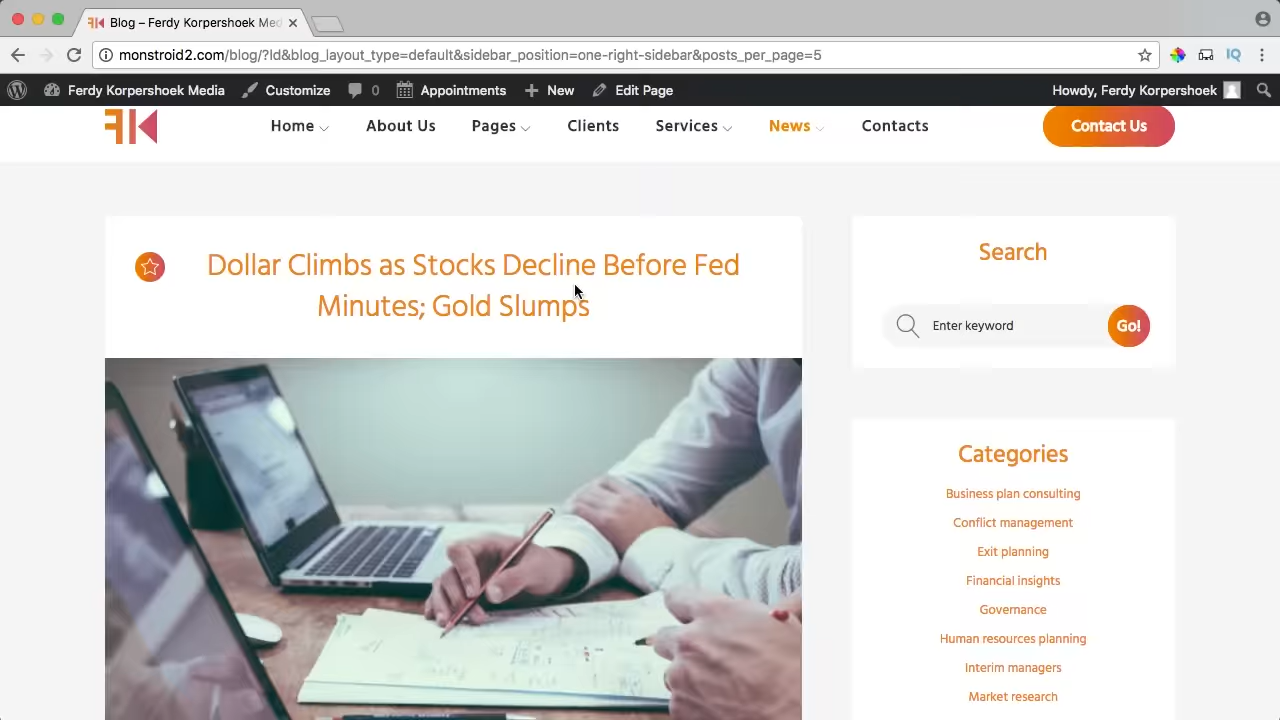 Blog – Ferdy Korpershoek Med
monstroid2.com/blog/?ld&blog_layout_type=default&sidebar_position=one-right-sidebar&posts_per_page=5
Ferdy Korpershoek Media Customize 0 Appointments New Edit Page Howdy, Ferdy Korpershoek
Home About Us Pages Clients Services News Contacts Contact Us
Dollar Climbs as Stocks Decline Before Fed
Minutes; Gold Slumps
Search
Enter keyword Go!
Categories
Business plan consulting
Conflict management
Exit planning
Financial insights
Governance
Human resources planning
Interim managers
Market research